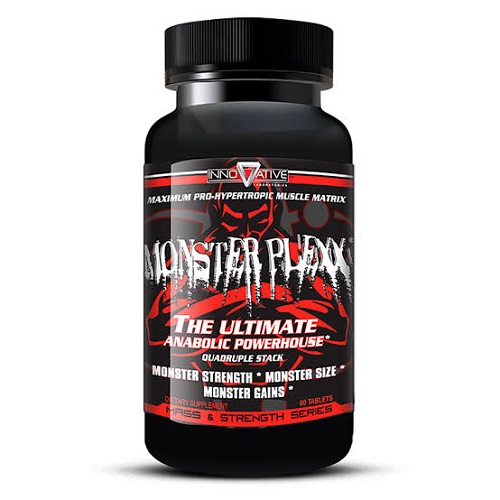 INNOVATIVE
LABORATORIES
MAXIMUM PRO-HYPERTROPIC MUSCLE MATRIX
MONSTER PLEXX®
THE ULTIMATE
ANABOLIC POWERHOUSE*
QUADRUPLE STACK
MONSTER STRENGTH * MONSTER SIZE *
MONSTER GAINS *
DIETARY SUPPLEMENT 60 TABLETS
MASS & STRENGTH SERIES